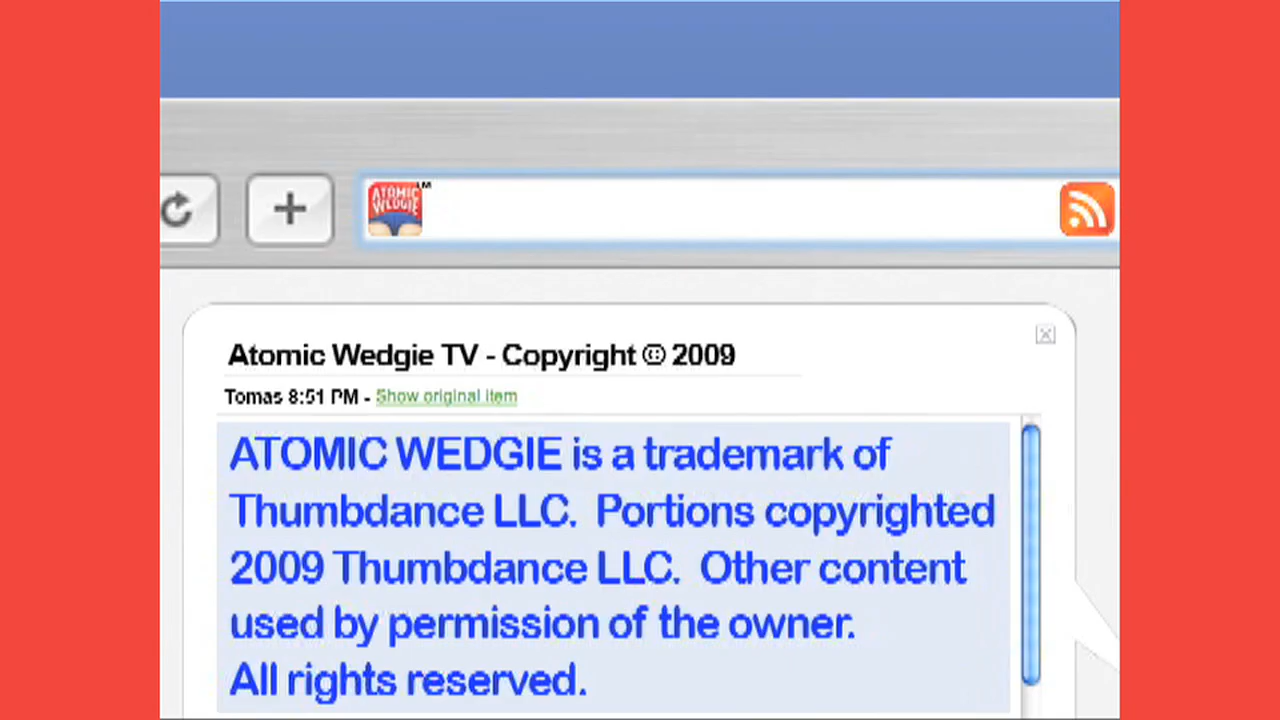 ATOMIC
WEDGIE
™
Atomic Wedgie TV - Copyright © 2009
Tomas 8:51 PM - Show original item
ATOMIC WEDGIE is a trademark of
Thumbdance LLC. Portions copyrighted
2009 Thumbdance LLC. Other content
used by permission of the owner.
All rights reserved.